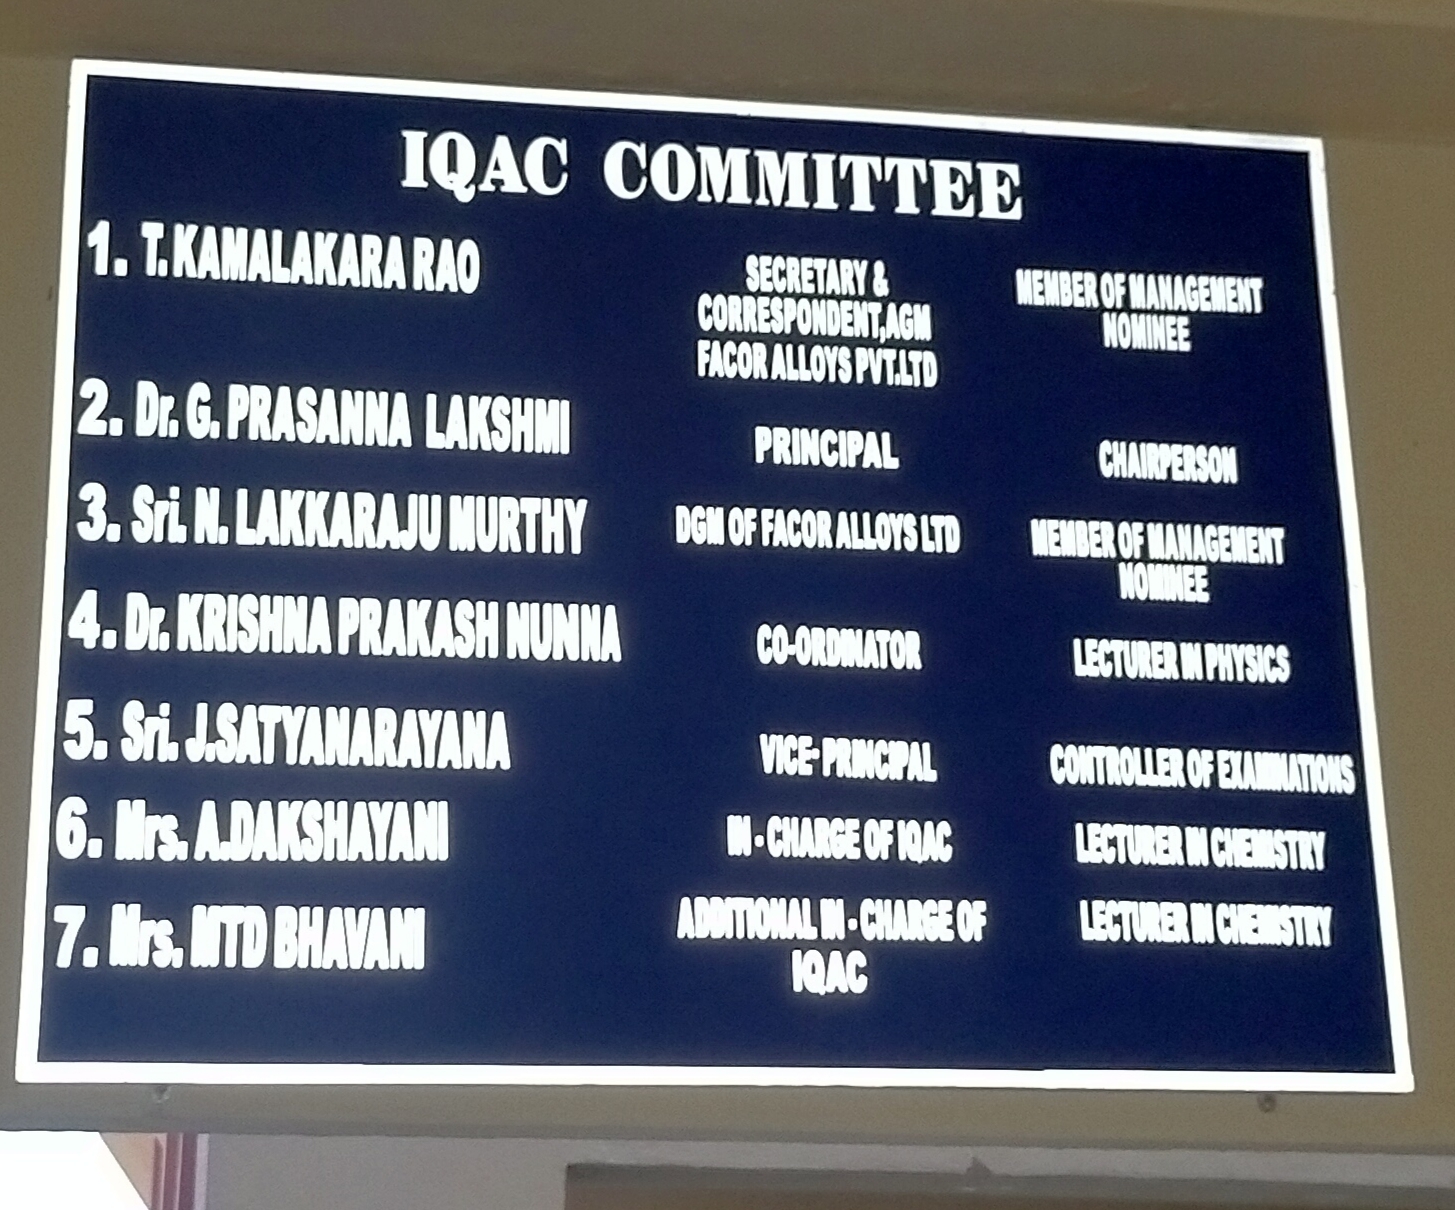 IQAC COMMITTEE
1. T.KAMALAKARA RAO
SECRETARY &
CORRESPONDENT,AGM
FACOR ALLOYS PVT.LTD
MEMBER OF MANAGEMENT
NOMINEE
2. Dr. G. PRASANNA LAKSHMI
PRINCIPAL
CHAIRPERSON
3. Sri. N. LAKKARAJU MURTHY
DGM OF FACOR ALLOYS LTD
MEMBER OF MANAGEMENT
NOMINEE
4. Dr. KRISHNA PRAKASH NUNNA
CO-ORDINATOR
LECTURER IN PHYSICS
5. Sri. J.SATYANARAYANA
VICE-PRINCIPAL
CONTROLLER OF EXAMINATIONS
6. Mrs. A.DAKSHAYANI
IN - CHARGE OF IQAC
LECTURER IN CHEMISTRY
7. Mrs. MTD BHAVANI
ADDITIONAL IN - CHARGE OF
IQAC
LECTURER IN CHEMISTRY